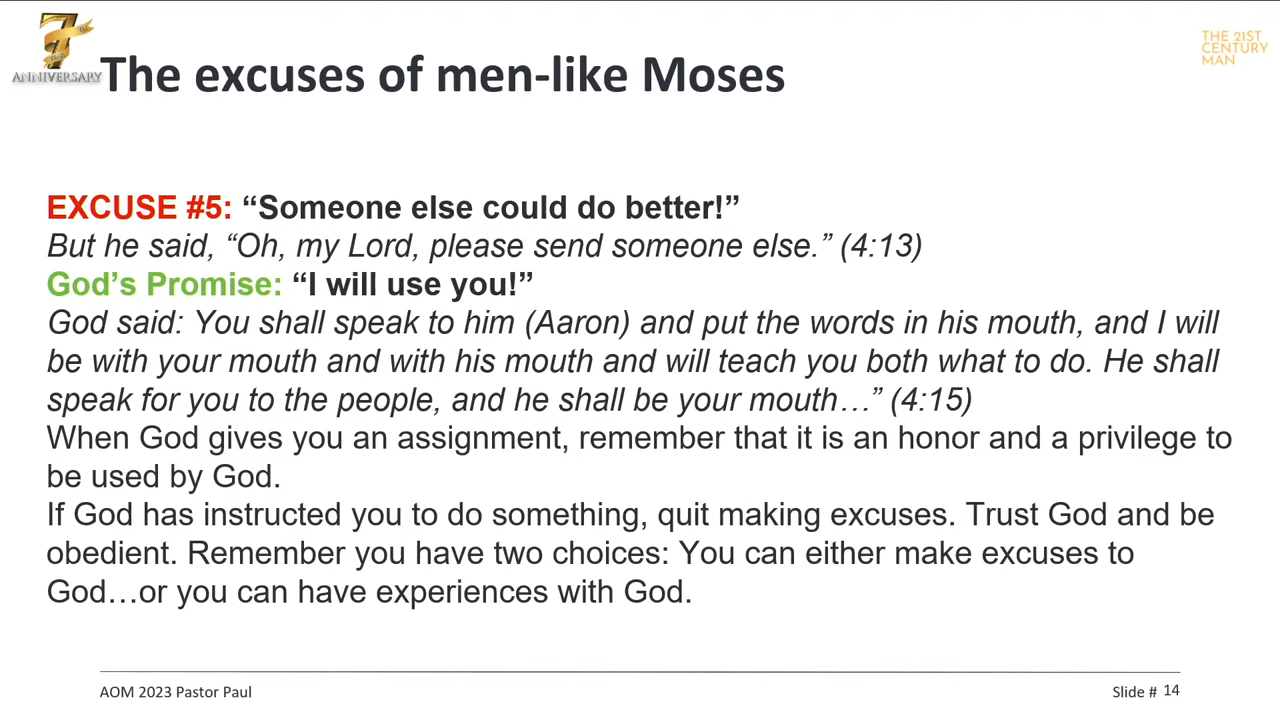 7th
ANNIVERSARY
The excuses of men-like Moses
THE 21ST
CENTURY
MAN
EXCUSE #5: “Someone else could do better!”
But he said, “Oh, my Lord, please send someone else.” (4:13)
God’s Promise: “I will use you!”
God said: You shall speak to him (Aaron) and put the words in his mouth, and I will
be with your mouth and with his mouth and will teach you both what to do. He shall
speak for you to the people, and he shall be your mouth…” (4:15)
When God gives you an assignment, remember that it is an honor and a privilege to
be used by God.
If God has instructed you to do something, quit making excuses. Trust God and be
obedient. Remember you have two choices: You can either make excuses to
God…or you can have experiences with God.
AOM 2023 Pastor Paul
Slide # 14